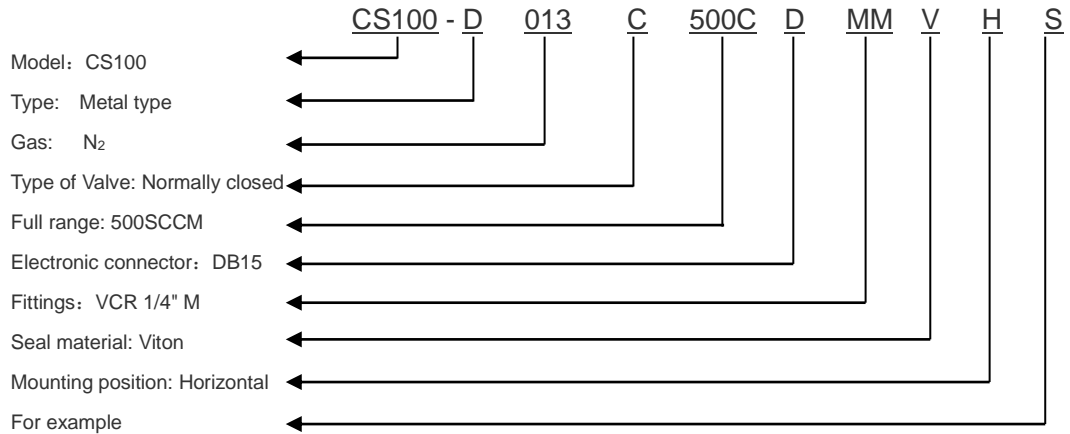 CS100 - D 013 C 500C D MM V H S
Model：CS100
Type: Metal type
Gas: N₂
Type of Valve: Normally closed
Full range: 500SCCM
Electronic connector：DB15
Fittings：VCR 1/4" M
Seal material: Viton
Mounting position: Horizontal
For example